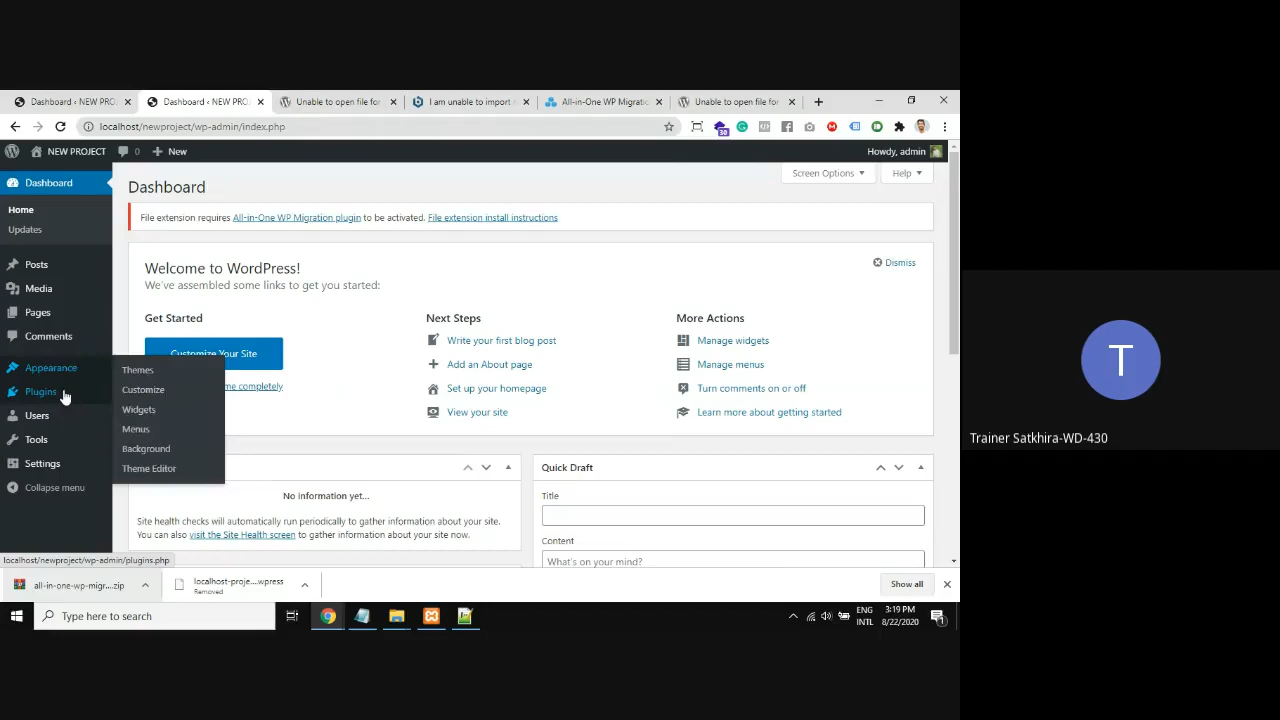 Dashboard ‹ NEW PRO
Dashboard ‹ NEW PRO
Unable to open file for
I am unable to import
All-in-One WP Migratio
Unable to open file for
localhost/newproject/wp-admin/index.php
30
NEW PROJECT
0
New
Howdy, admin
Dashboard
Home
Updates
Posts
Media
Pages
Comments
Appearance
Plugins
Users
Tools
Settings
Collapse menu
Themes
Customize
Widgets
Menus
Background
Theme Editor
Dashboard
Screen Options
Help
File extension requires All-in-One WP Migration plugin to be activated. File extension install instructions
Welcome to WordPress!
We've assembled some links to get you started:
Dismiss
Get Started
Customize Your Site
me completely
Next Steps
Write your first blog post
Add an About page
Set up your homepage
View your site
More Actions
Manage widgets
Manage menus
Turn comments on or off
Learn more about getting started
No information yet...
Site health checks will automatically run periodically to gather information about your site.
You can also visit the Site Health screen to gather information about your site now.
Quick Draft
Title
Content
What's on your mind?
localhost/newproject/wp-admin/plugins.php
all-in-one-wp-migr....zip
localhost-proje....wpress
Removed
Show all
Type here to search
ENG
INTL
3:19 PM
8/22/2020
1
T
Trainer Satkhira-WD-430